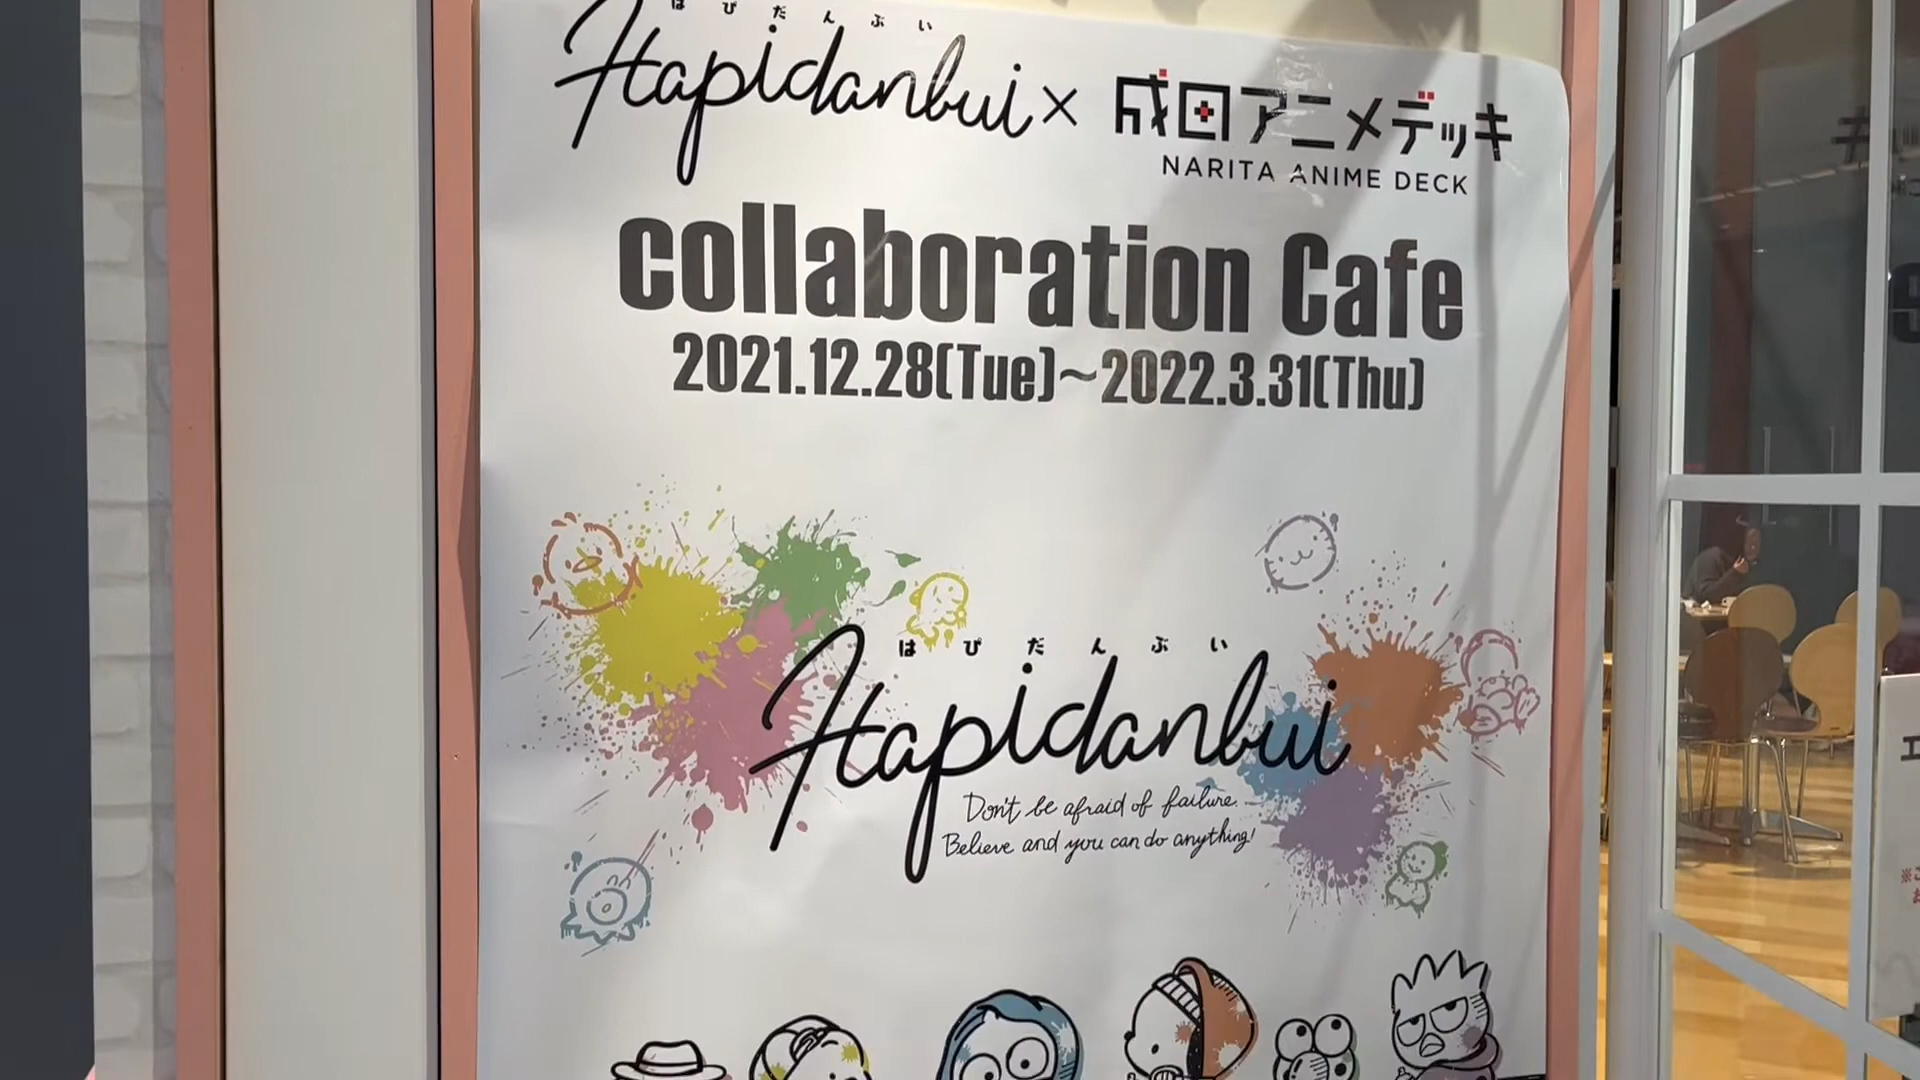 はぴだんぶい
Hapidanbui × 成田アニメデッキ
NARITA ANIME DECK
collaboration Cafe
2021.12.28(Tue)~2022.3.31(Thu)
はぴだんぶい
Hapidanbui
Don't be afraid of failure.
Believe and you can do anything!